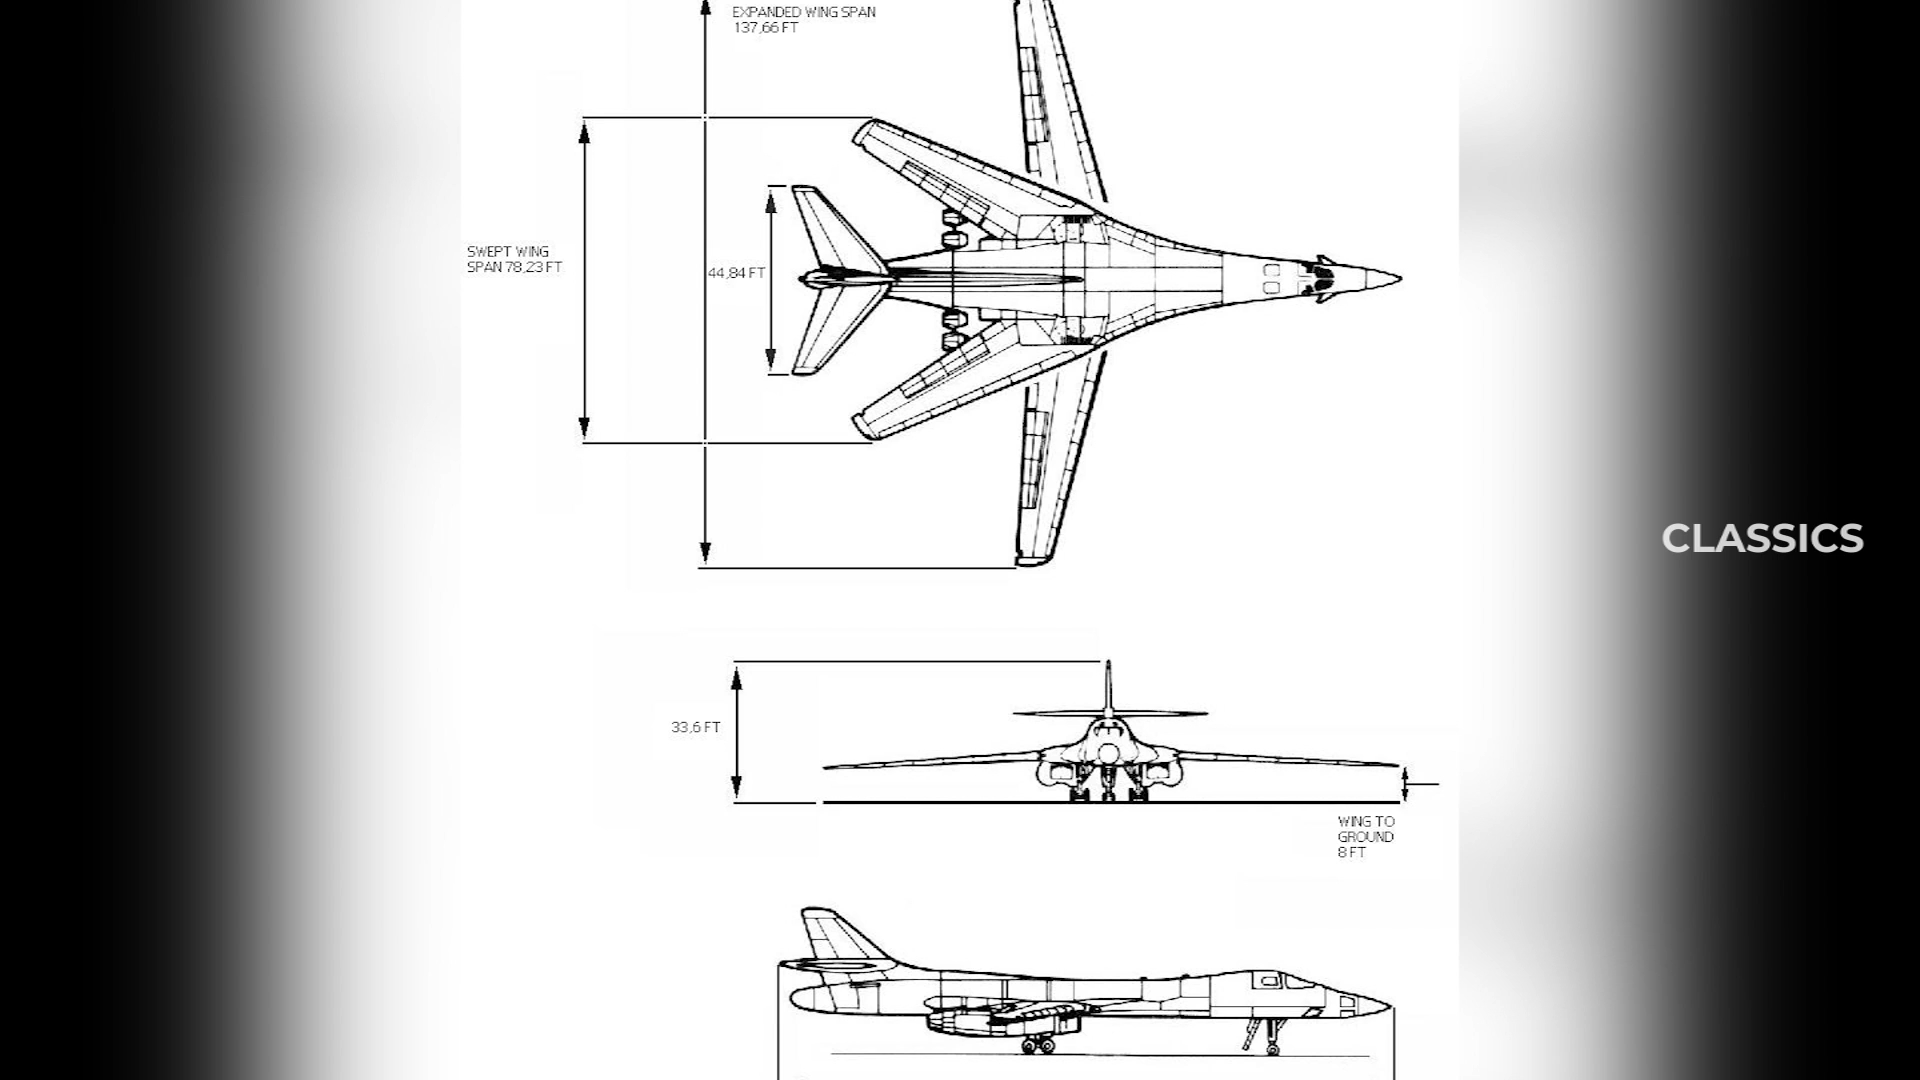 EXPANDED WING SPAN
137,66 FT
SWEPT WING
SPAN 78,23 FT
44,84 FT
CLASSICS
33,6 FT
WING TO
GROUND
8 FT